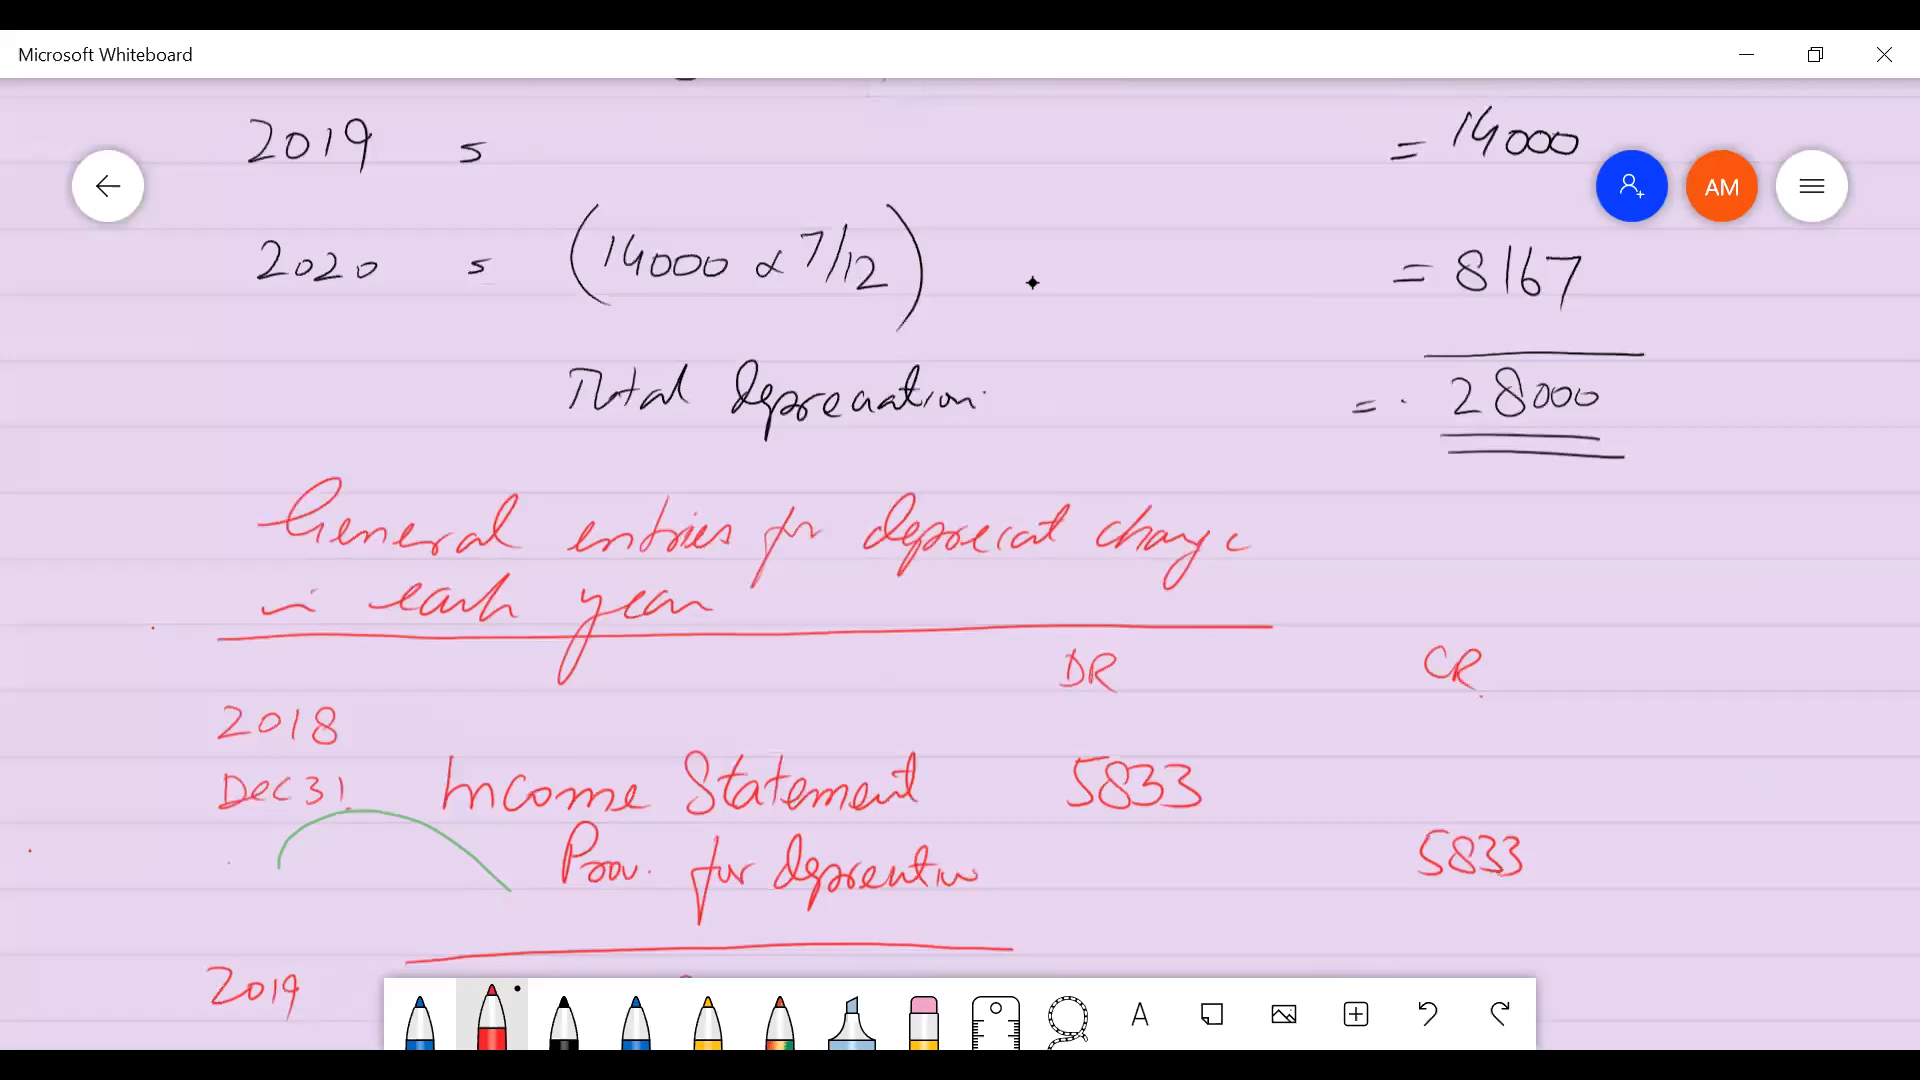 Microsoft Whiteboard
2019 = = 14000
AM
2020 = (14000 x 7/12) = 8167
Total depreciation = 28000
General entries for depreciat charge
in each year
DR CR
2018
Dec 31 Income Statement 5833
Prov. for depreciation 5833
2019
A